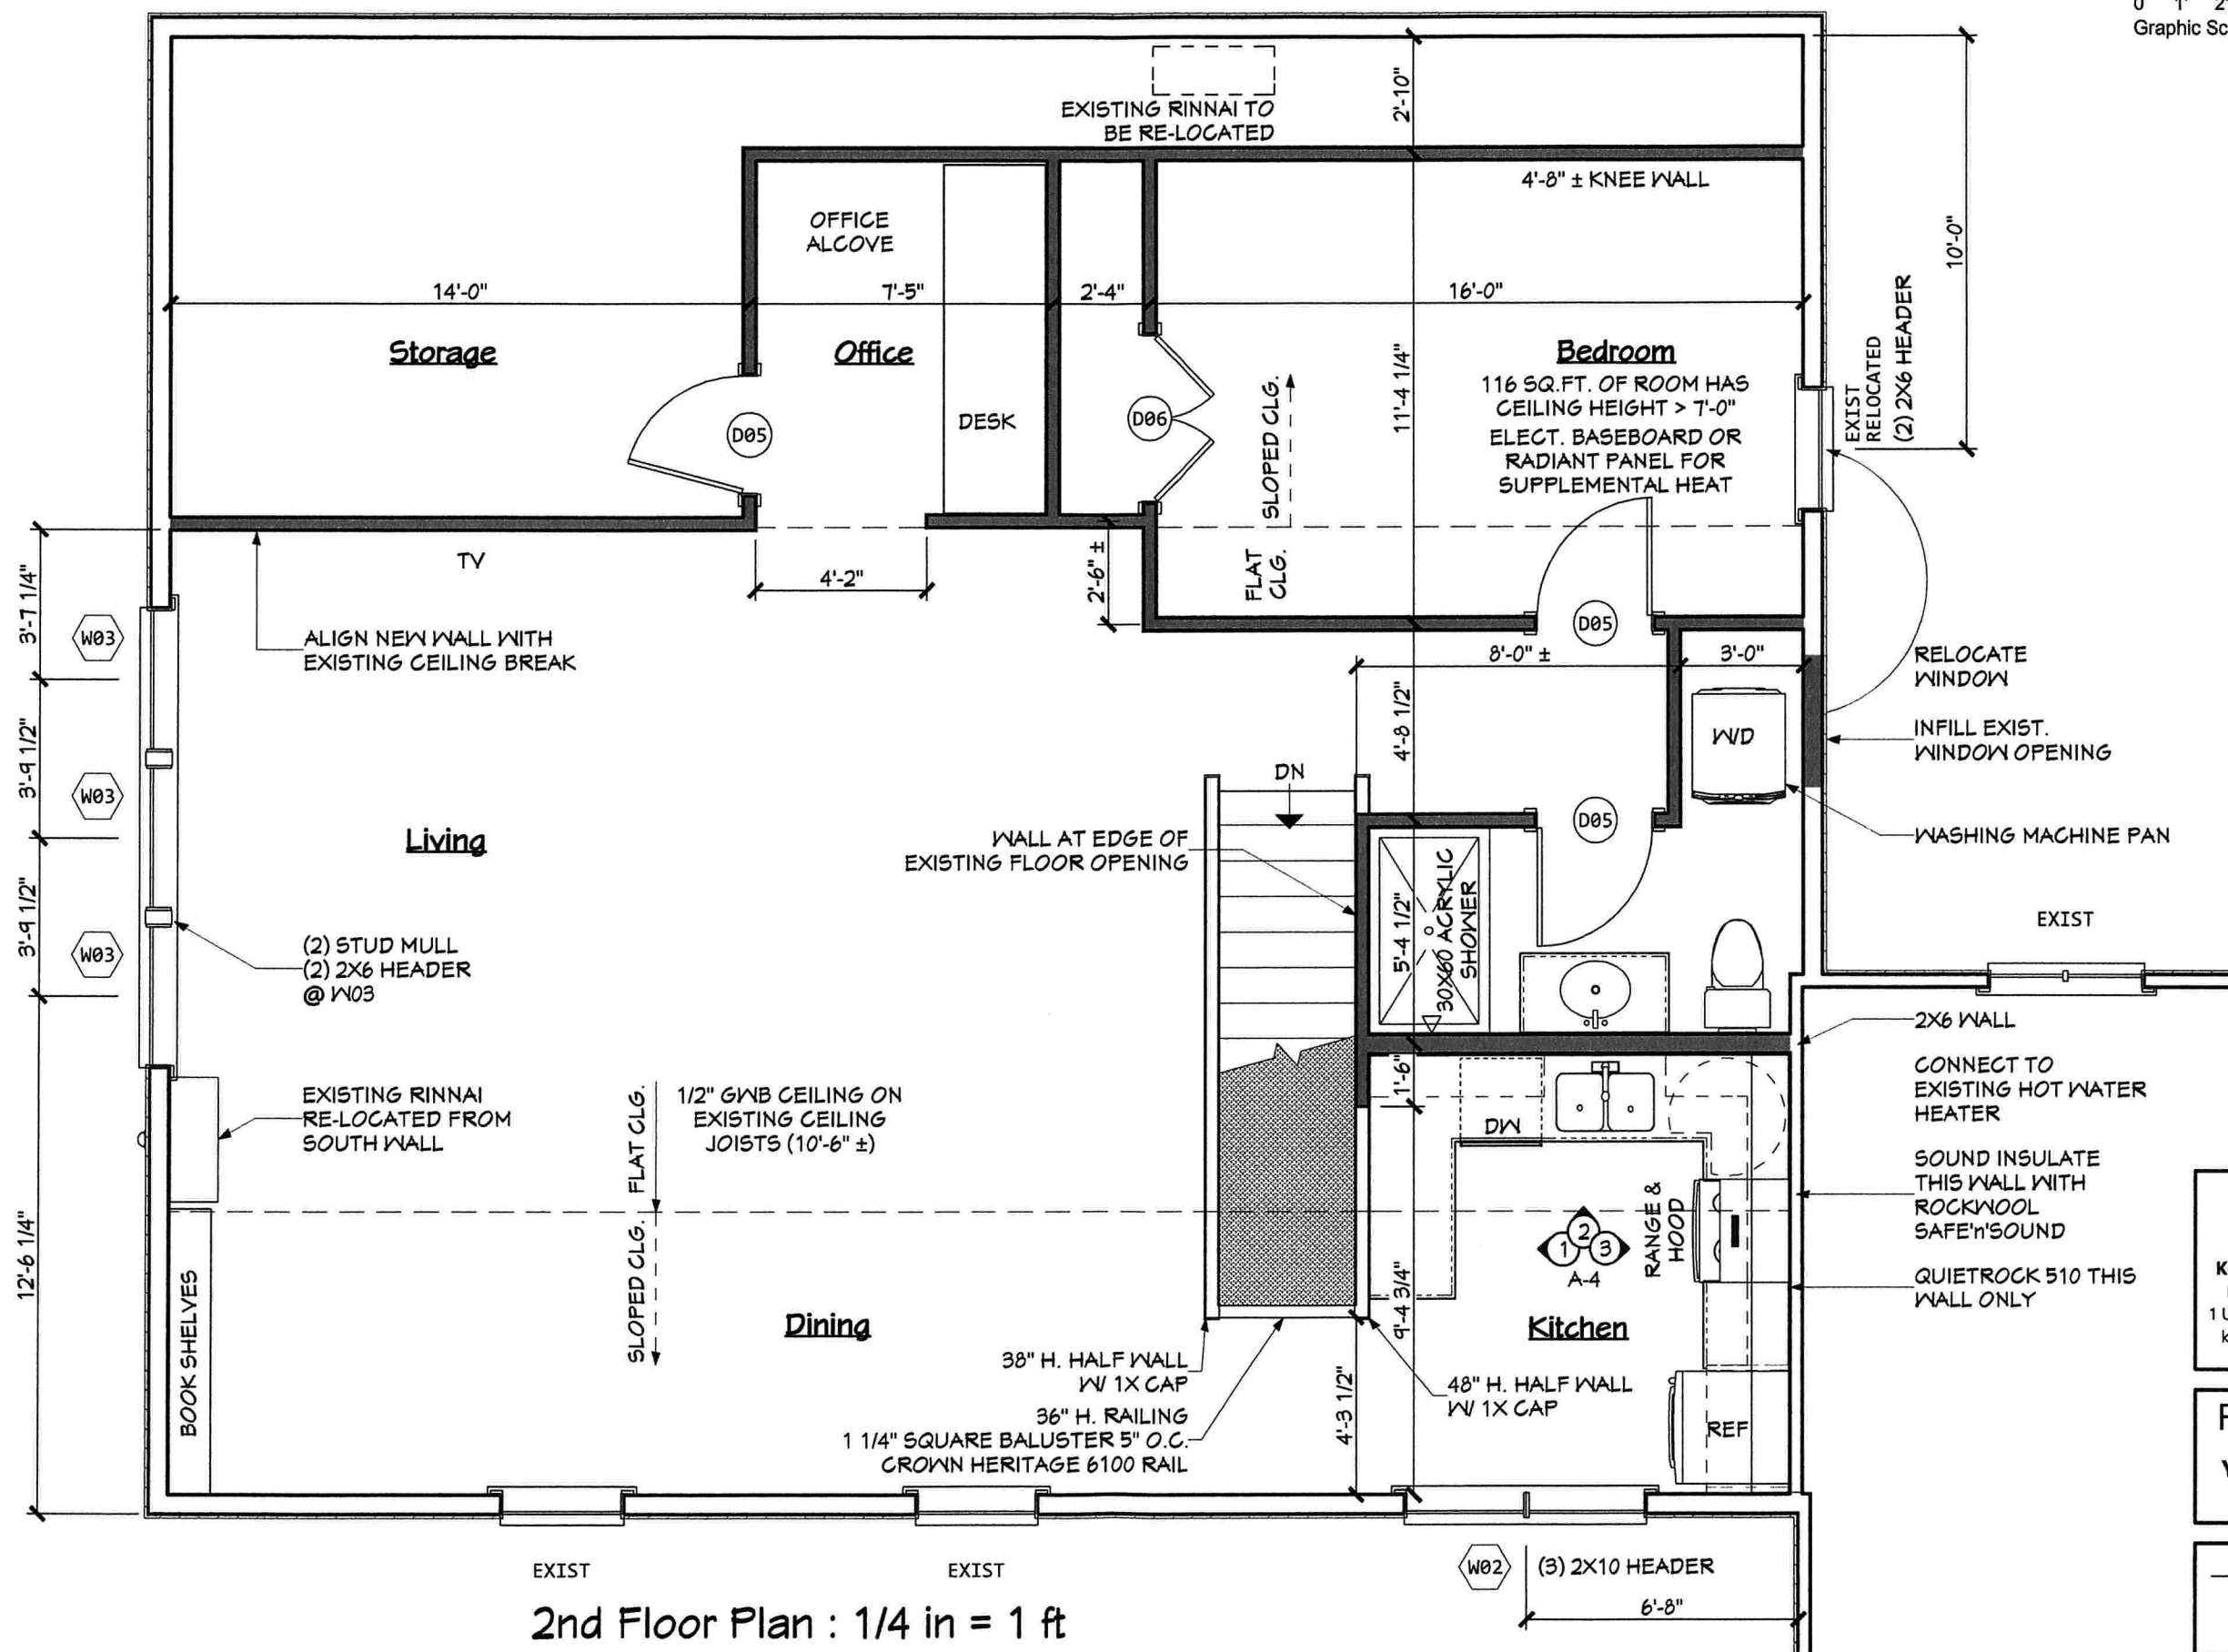 0 1' 2'
Graphic Sc
EXISTING RINNAI TO
BE RE-LOCATED
2'-10"
4'-8" ± KNEE WALL
OFFICE
ALCOVE
10'-0"
14'-0"
7'-5"
2'-4"
16'-0"
Storage
Office
Bedroom
116 SQ.FT. OF ROOM HAS
CEILING HEIGHT > 7'-0"
ELECT. BASEBOARD OR
RADIANT PANEL FOR
SUPPLEMENTAL HEAT
11'-4 1/4"
EXIST
RELOCATED
(2) 2X6 HEADER
D05
DESK
D06
SLOPED CLG.
FLAT
CLG.
TV
4'-2"
2'-6" ±
3'-7 1/4"
W03
ALIGN NEW WALL WITH
EXISTING CEILING BREAK
D05
8'-0" ±
3'-0"
RELOCATE
WINDOW
4'-8 1/2"
W/D
INFILL EXIST.
WINDOW OPENING
3'-9 1/2"
W03
DN
Living
WALL AT EDGE OF
EXISTING FLOOR OPENING
D05
WASHING MACHINE PAN
3'-9 1/2"
W03
(2) STUD MULL
(2) 2X6 HEADER
@ W03
5'-4 1/2"
30X60 ACRYLIC
SHOWER
EXIST
2X6 WALL
CONNECT TO
EXISTING HOT WATER
HEATER
EXISTING RINNAI
RE-LOCATED FROM
SOUTH WALL
FLAT CLG.
1/2" GWB CEILING ON
EXISTING CEILING
JOISTS (10'-6" ±)
1'-6"
DW
SOUND INSULATE
THIS WALL WITH
ROCKWOOL
SAFE'n'SOUND
RANGE &
HOOD
1 2 3
A-4
12'-6 1/4"
SLOPED CLG.
BOOK SHELVES
QUIETROCK 510 THIS
WALL ONLY
Dining
9'-4 3/4"
Kitchen
38" H. HALF WALL
W/ 1X CAP
4'-3 1/2"
48" H. HALF WALL
W/ 1X CAP
36" H. RAILING
1 1/4" SQUARE BALUSTER 5" O.C.
CROWN HERITAGE 6100 RAIL
REF
EXIST
EXIST
W02
(3) 2X10 HEADER
6'-8"
2nd Floor Plan : 1/4 in = 1 ft